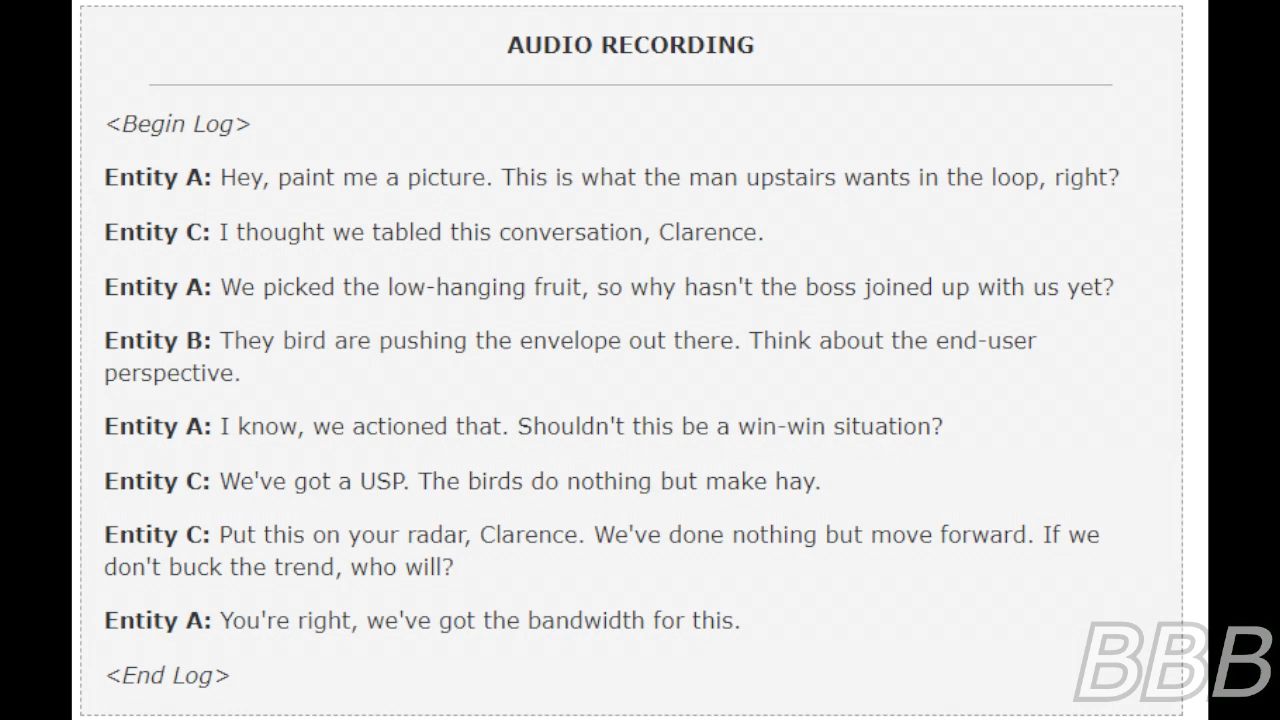 AUDIO RECORDING
<Begin Log>
Entity A: Hey, paint me a picture. This is what the man upstairs wants in the loop, right?
Entity C: I thought we tabled this conversation, Clarence.
Entity A: We picked the low-hanging fruit, so why hasn't the boss joined up with us yet?
Entity B: They bird are pushing the envelope out there. Think about the end-user
perspective.
Entity A: I know, we actioned that. Shouldn't this be a win-win situation?
Entity C: We've got a USP. The birds do nothing but make hay.
Entity C: Put this on your radar, Clarence. We've done nothing but move forward. If we
don't buck the trend, who will?
Entity A: You're right, we've got the bandwidth for this.
<End Log>
BBB